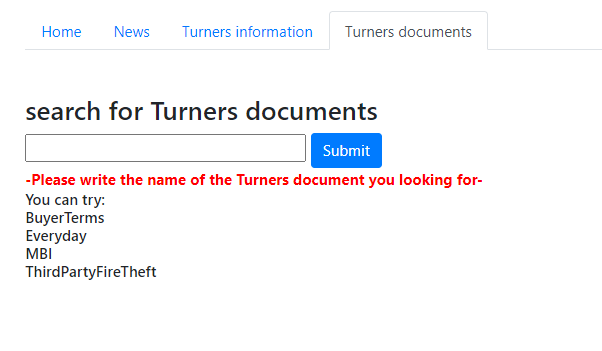 Home News Turners information Turners documents
search for Turners documents
Submit
-Please write the name of the Turners document you looking for-
You can try:
BuyerTerms
Everyday
MBI
ThirdPartyFireTheft